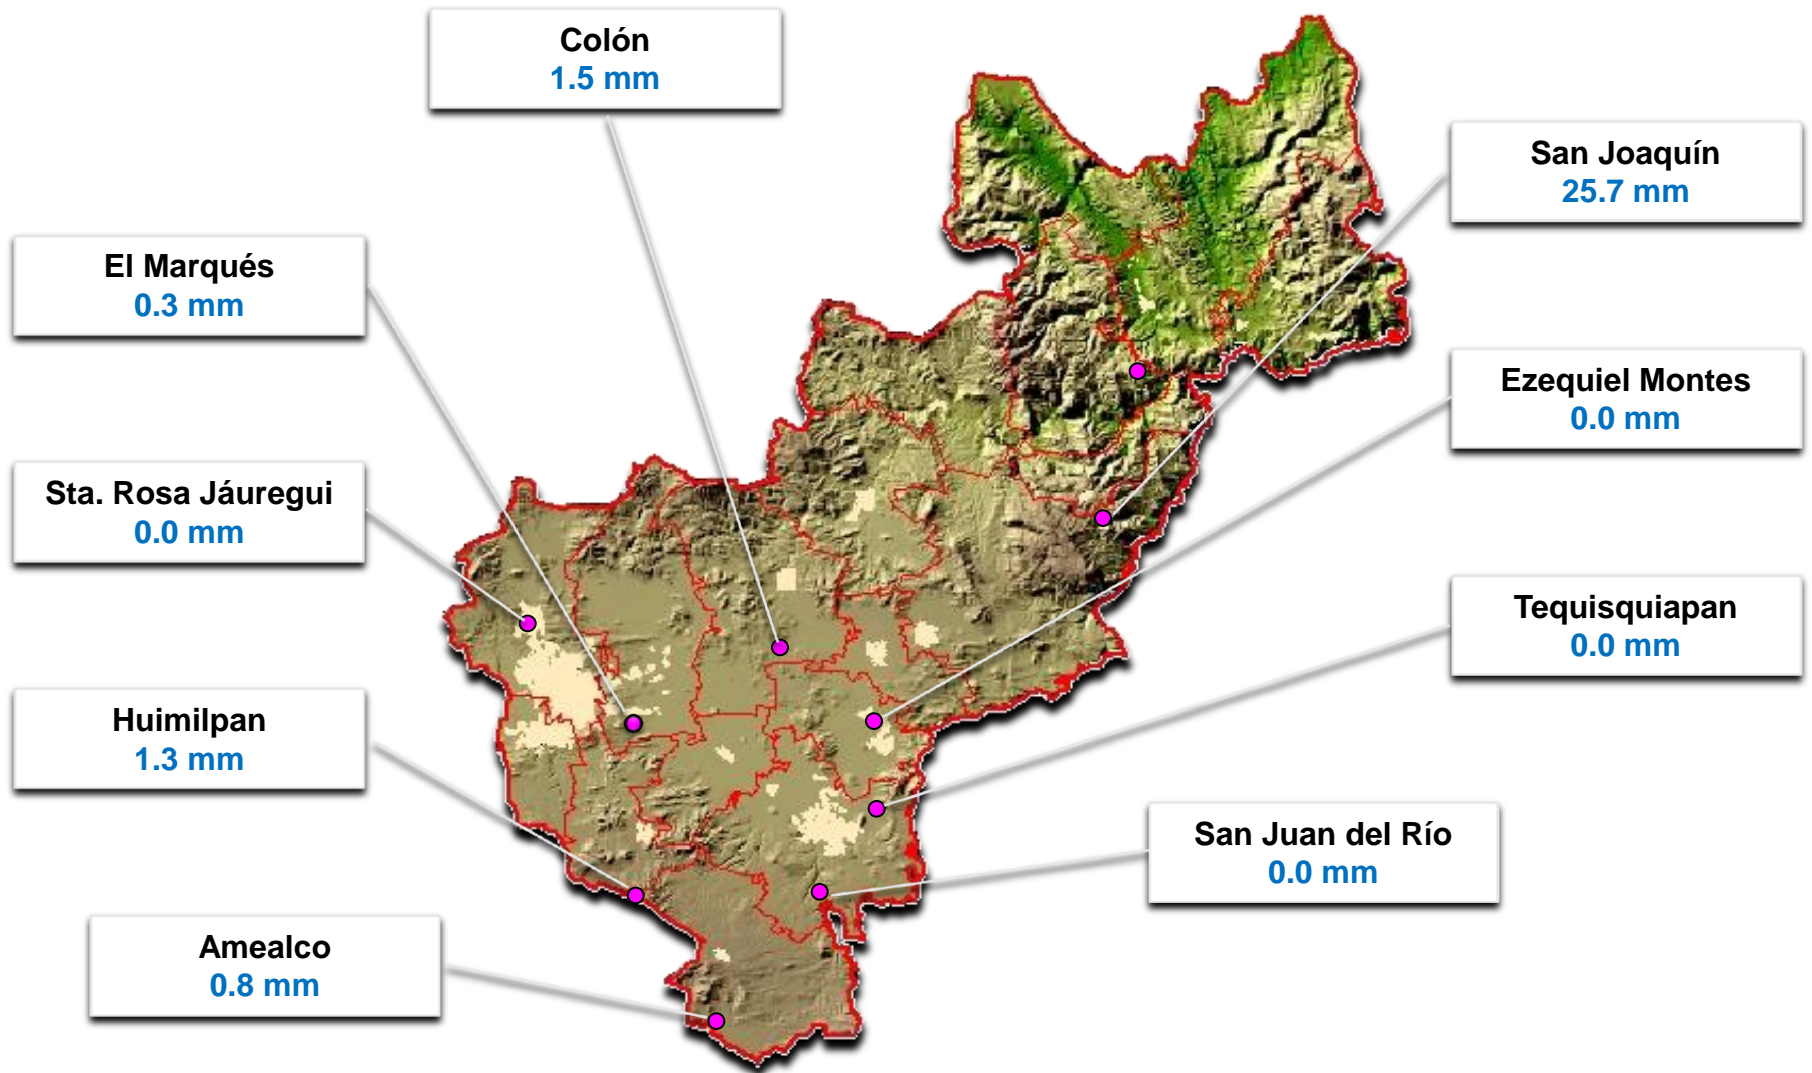 Colón
1.5 mm
San Joaquín
25.7 mm
El Marqués
0.3 mm
Ezequiel Montes
0.0 mm
Sta. Rosa Jáuregui
0.0 mm
Tequisquiapan
0.0 mm
Huimilpan
1.3 mm
San Juan del Río
0.0 mm
Amealco
0.8 mm